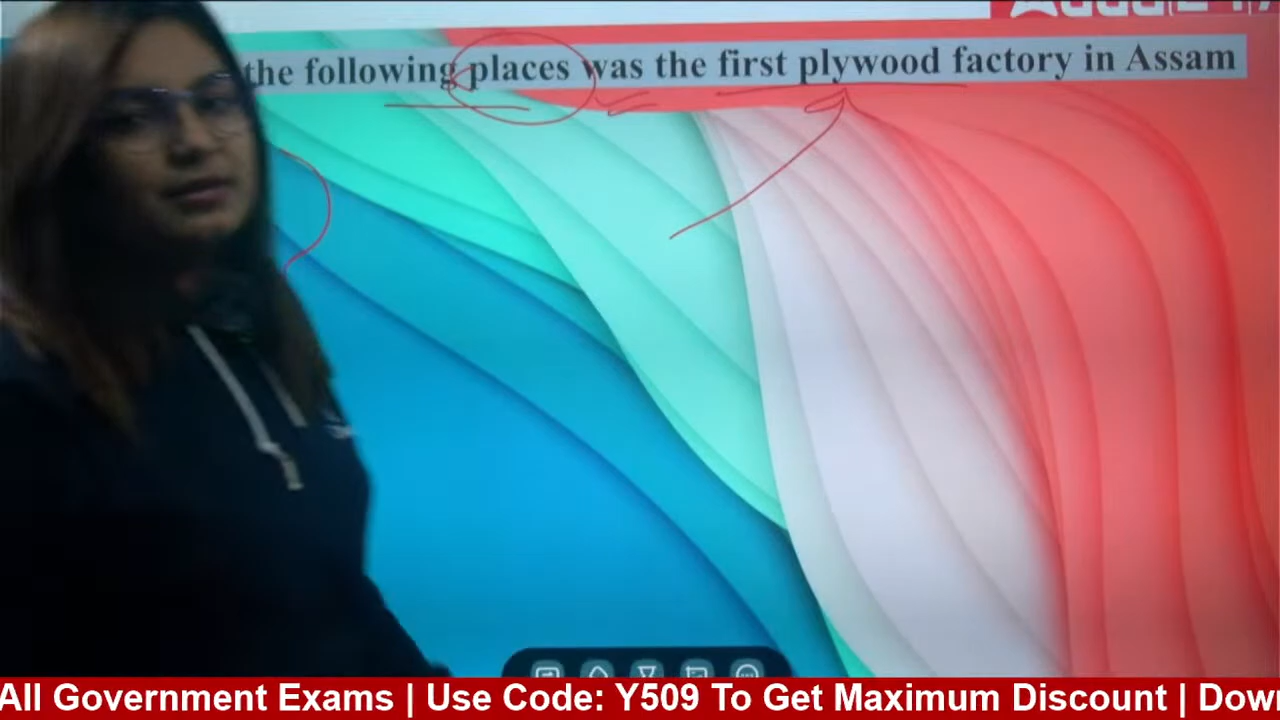 the following places was the first plywood factory in Assam
All Government Exams | Use Code: Y509 To Get Maximum Discount |